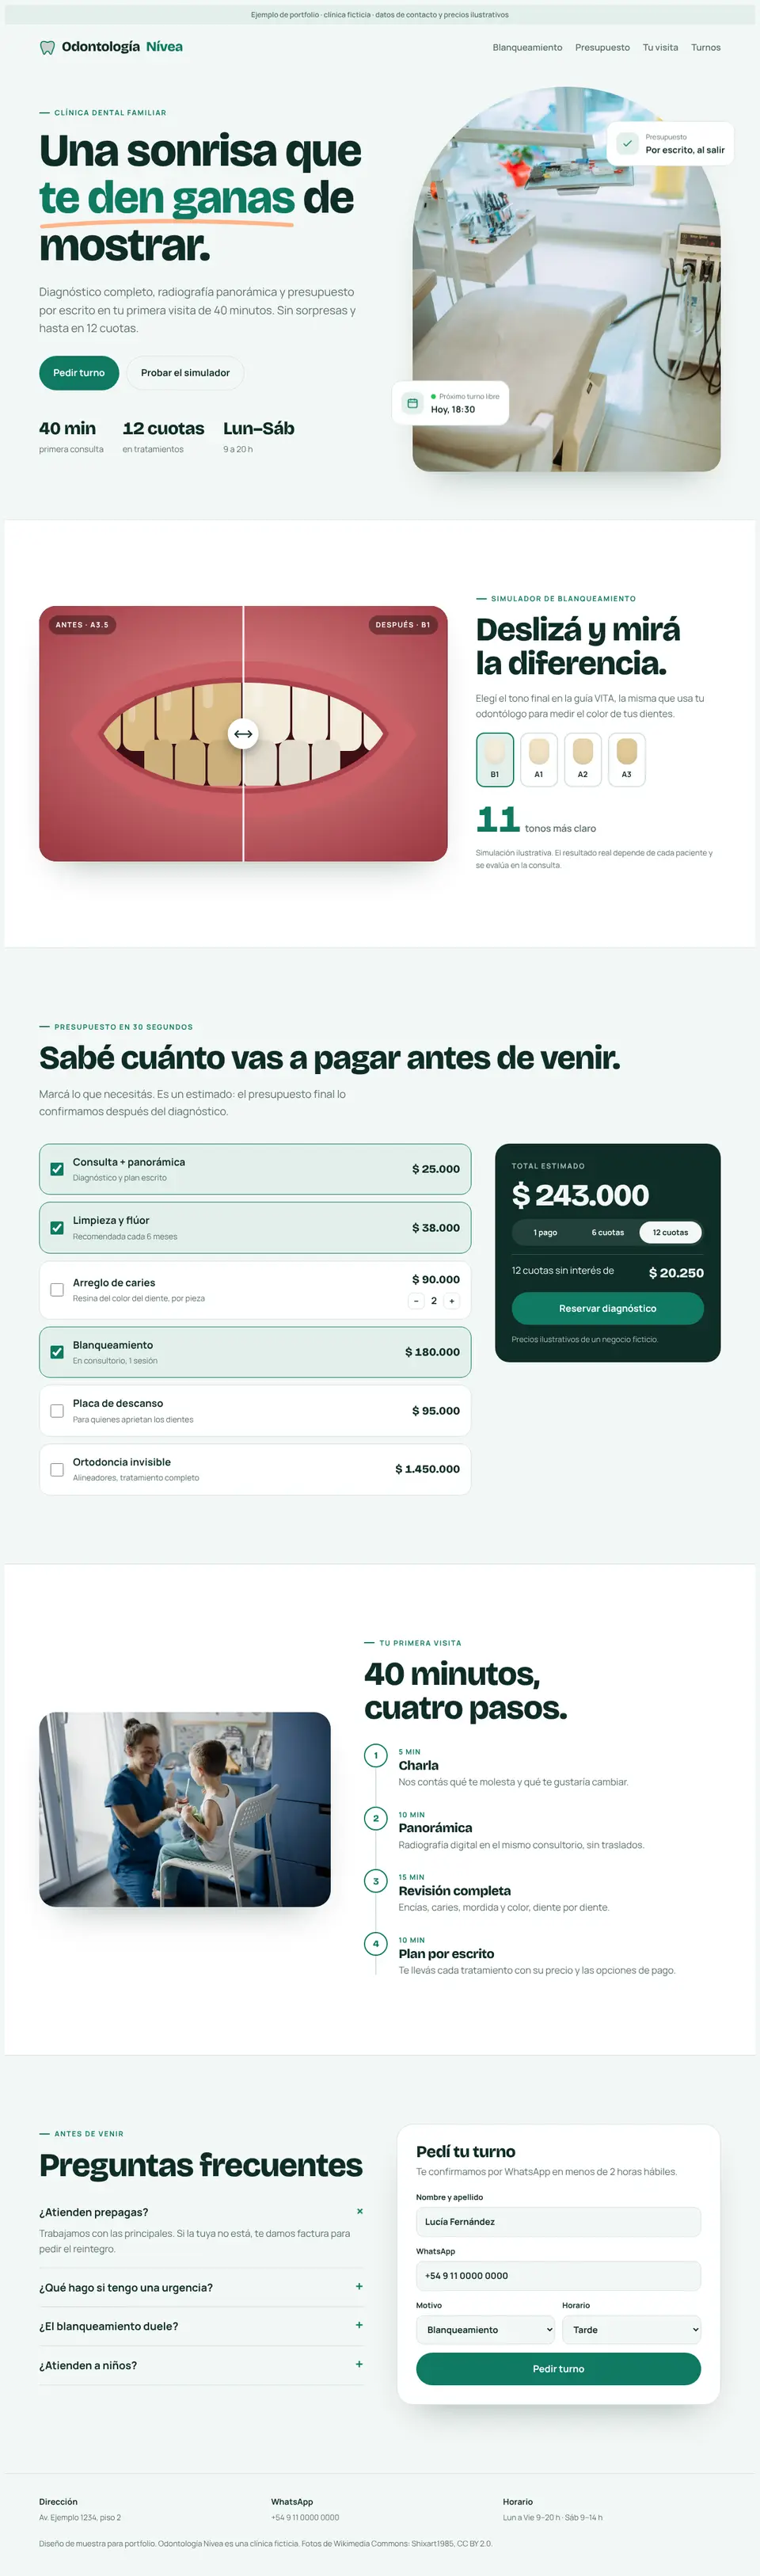 Ejemplo de portfolio · clínica ficticia · datos de contacto y precios ilustrativos
Odontología Nívea
Blanqueamiento Presupuesto Tu visita Turnos
CLÍNICA DENTAL FAMILIAR
Una sonrisa que
te den ganas de
mostrar.
Diagnóstico completo, radiografía panorámica y presupuesto
por escrito en tu primera visita de 40 minutos. Sin sorpresas y
hasta en 12 cuotas.
Pedir turno
Probar el simulador
40 min
primera consulta
12 cuotas
en tratamientos
Lun–Sáb
9 a 20 h
Presupuesto
Por escrito, al salir
Próximo turno libre
Hoy, 18:30
ANTES · A3.5
DESPUÉS · B1
SIMULADOR DE BLANQUEAMIENTO
Deslizá y mirá
la diferencia.
Elegí el tono final en la guía VITA, la misma que usa tu
odontólogo para medir el color de tus dientes.
B1 A1 A2 A3
11 tonos más claro
Simulación ilustrativa. El resultado real depende de cada paciente y
se evalúa en la consulta.
PRESUPUESTO EN 30 SEGUNDOS
Sabé cuánto vas a pagar antes de venir.
Marcá lo que necesitás. Es un estimado: el presupuesto final lo
confirmamos después del diagnóstico.
Consulta + panorámica
Diagnóstico y plan escrito
$ 25.000
Limpieza y flúor
Recomendada cada 6 meses
$ 38.000
Arreglo de caries
Resina del color del diente, por pieza
$ 90.000
− 2 +
Blanqueamiento
En consultorio, 1 sesión
$ 180.000
Placa de descanso
Para quienes aprietan los dientes
$ 95.000
Ortodoncia invisible
Alineadores, tratamiento completo
$ 1.450.000
TOTAL ESTIMADO
$ 243.000
1 pago 6 cuotas 12 cuotas
12 cuotas sin interés de $ 20.250
Reservar diagnóstico
Precios ilustrativos de un negocio ficticio.
TU PRIMERA VISITA
40 minutos,
cuatro pasos.
1
5 MIN
Charla
Nos contás qué te molesta y qué te gustaría cambiar.
2
10 MIN
Panorámica
Radiografía digital en el mismo consultorio, sin traslados.
3
15 MIN
Revisión completa
Encías, caries, mordida y color, diente por diente.
4
10 MIN
Plan por escrito
Te llevás cada tratamiento con su precio y las opciones de pago.
ANTES DE VENIR
Preguntas frecuentes
¿Atienden prepagas?
Trabajamos con las principales. Si la tuya no está, te damos factura para
pedir el reintegro.
¿Qué hago si tengo una urgencia? +
¿El blanqueamiento duele? +
¿Atienden a niños? +
Pedí tu turno
Te confirmamos por WhatsApp en menos de 2 horas hábiles.
Nombre y apellido
Lucía Fernández
WhatsApp
+54 9 11 0000 0000
Motivo
Blanqueamiento
Horario
Tarde
Pedir turno
Dirección
Av. Ejemplo 1234, piso 2
WhatsApp
+54 9 11 0000 0000
Horario
Lun a Vie 9–20 h · Sáb 9–14 h
Diseño de muestra para portfolio. Odontología Nívea es una clínica ficticia. Fotos de Wikimedia Commons: Shixart1985, CC BY 2.0.